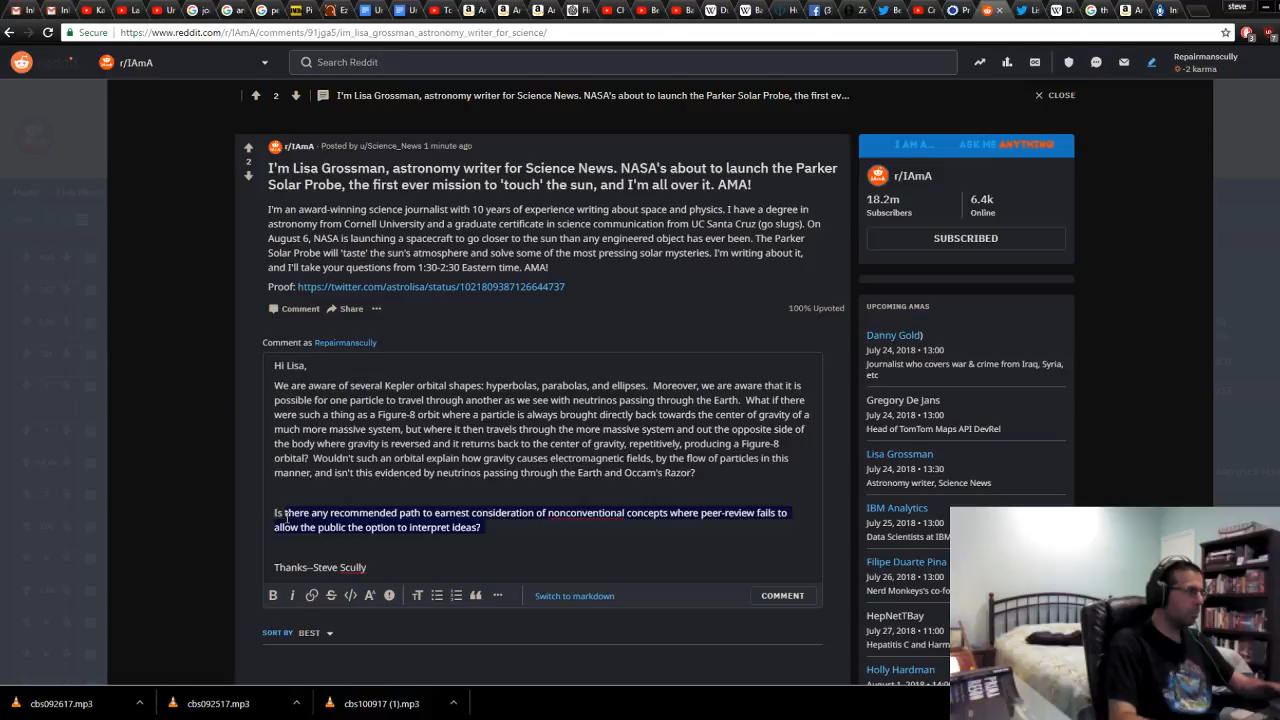 steve
Secure
https://www.reddit.com/r/IAmA/comments/91jga5/im_lisa_grossman_astronomy_writer_for_science/
r/IAmA
Search Reddit
Repairmanscully
-2 karma
2
I'm Lisa Grossman, astronomy writer for Science News. NASA's about to launch the Parker Solar Probe, the first ev...
CLOSE
2
r/IAmA · Posted by u/Science_News 1 minute ago
I'm Lisa Grossman, astronomy writer for Science News. NASA's about to launch the Parker
Solar Probe, the first ever mission to 'touch' the sun, and I'm all over it. AMA!
I'm an award-winning science journalist with 10 years of experience writing about space and physics. I have a degree in
astronomy from Cornell University and a graduate certificate in science communication from UC Santa Cruz (go slugs). On
August 6, NASA is launching a spacecraft to go closer to the sun than any engineered object has ever been. The Parker
Solar Probe will 'taste' the sun's atmosphere and solve some of the most pressing solar mysteries. I'm writing about it,
and I'll take your questions from 1:30-2:30 Eastern time. AMA!
Proof: https://twitter.com/astrolisa/status/1021809387126644737
Comment Share
100% Upvoted
Comment as Repairmanscully
Hi Lisa,
We are aware of several Kepler orbital shapes: hyperbolas, parabolas, and ellipses. Moreover, we are aware that it is
possible for one particle to travel through another as we see with neutrinos passing through the Earth. What if there
were such a thing as a Figure-8 orbit where a particle is always brought directly back towards the center of gravity of a
much more massive system, but where it then travels through the more massive system and out the opposite side of
the body where gravity is reversed and it returns back to the center of gravity, repetitively, producing a Figure-8
orbital? Wouldn't such an orbital explain how gravity causes electromagnetic fields, by the flow of particles in this
manner, and isn't this evidenced by neutrinos passing through the Earth and Occam's Razor?
Is there any recommended path to earnest consideration of nonconventional concepts where peer-review fails to
allow the public the option to interpret ideas?
Thanks--Steve Scully
Switch to markdown
COMMENT
SORT BY BEST
I AM A... ASK ME ANYTHING!
r/IAmA
18.2m
Subscribers
6.4k
Online
SUBSCRIBED
UPCOMING AMAS
Danny Gold)
July 24, 2018 • 13:00
Journalist who covers war & crime from Iraq, Syria,
etc
Gregory De Jans
July 24, 2018 • 13:00
Head of TomTom Maps API DevRel
Lisa Grossman
July 24, 2018 • 13:30
Astronomy writer, Science News
IBM Analytics
July 25, 2018 • 13:00
Data Scientists at IBM
Filipe Duarte Pina
July 26, 2018 •
Nerd Monkeys's co-fo
HepNetTBay
July 27, 2018 • 11:00
Hepatitis C and Harm
Holly Hardman
August 1, 2018 • 14:0
cbs092617.mp3
cbs092517.mp3
cbs100917 (1).mp3